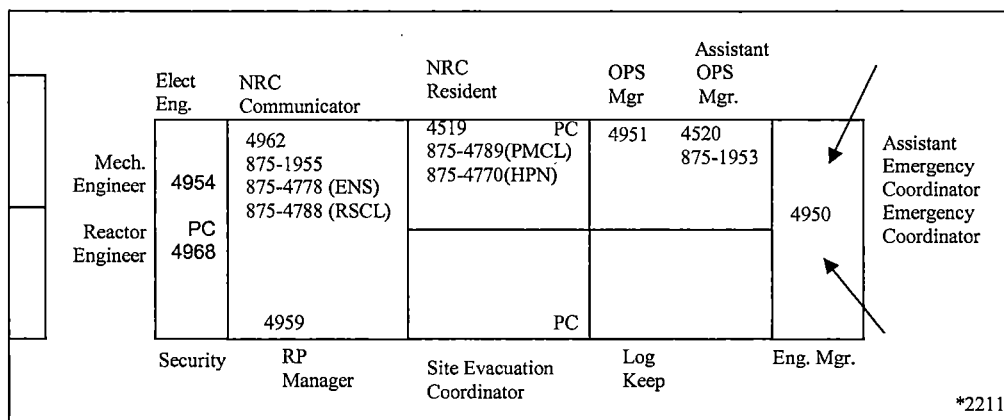 Elect
Eng.
NRC
Communicator
NRC
Resident
OPS
Mgr
Assistant
OPS
Mgr.
Mech.
Engineer
4954
Reactor
Engineer
PC
4968
4962
875-1955
875-4778 (ENS)
875-4788 (RSCL)
4959
4519 PC
875-4789(PMCL)
875-4770(HPN)
PC
4951
4520
875-1953
4950
Assistant
Emergency
Coordinator
Emergency
Coordinator
Security
RP
Manager
Site Evacuation
Coordinator
Log
Keep
Eng. Mgr.
*2211